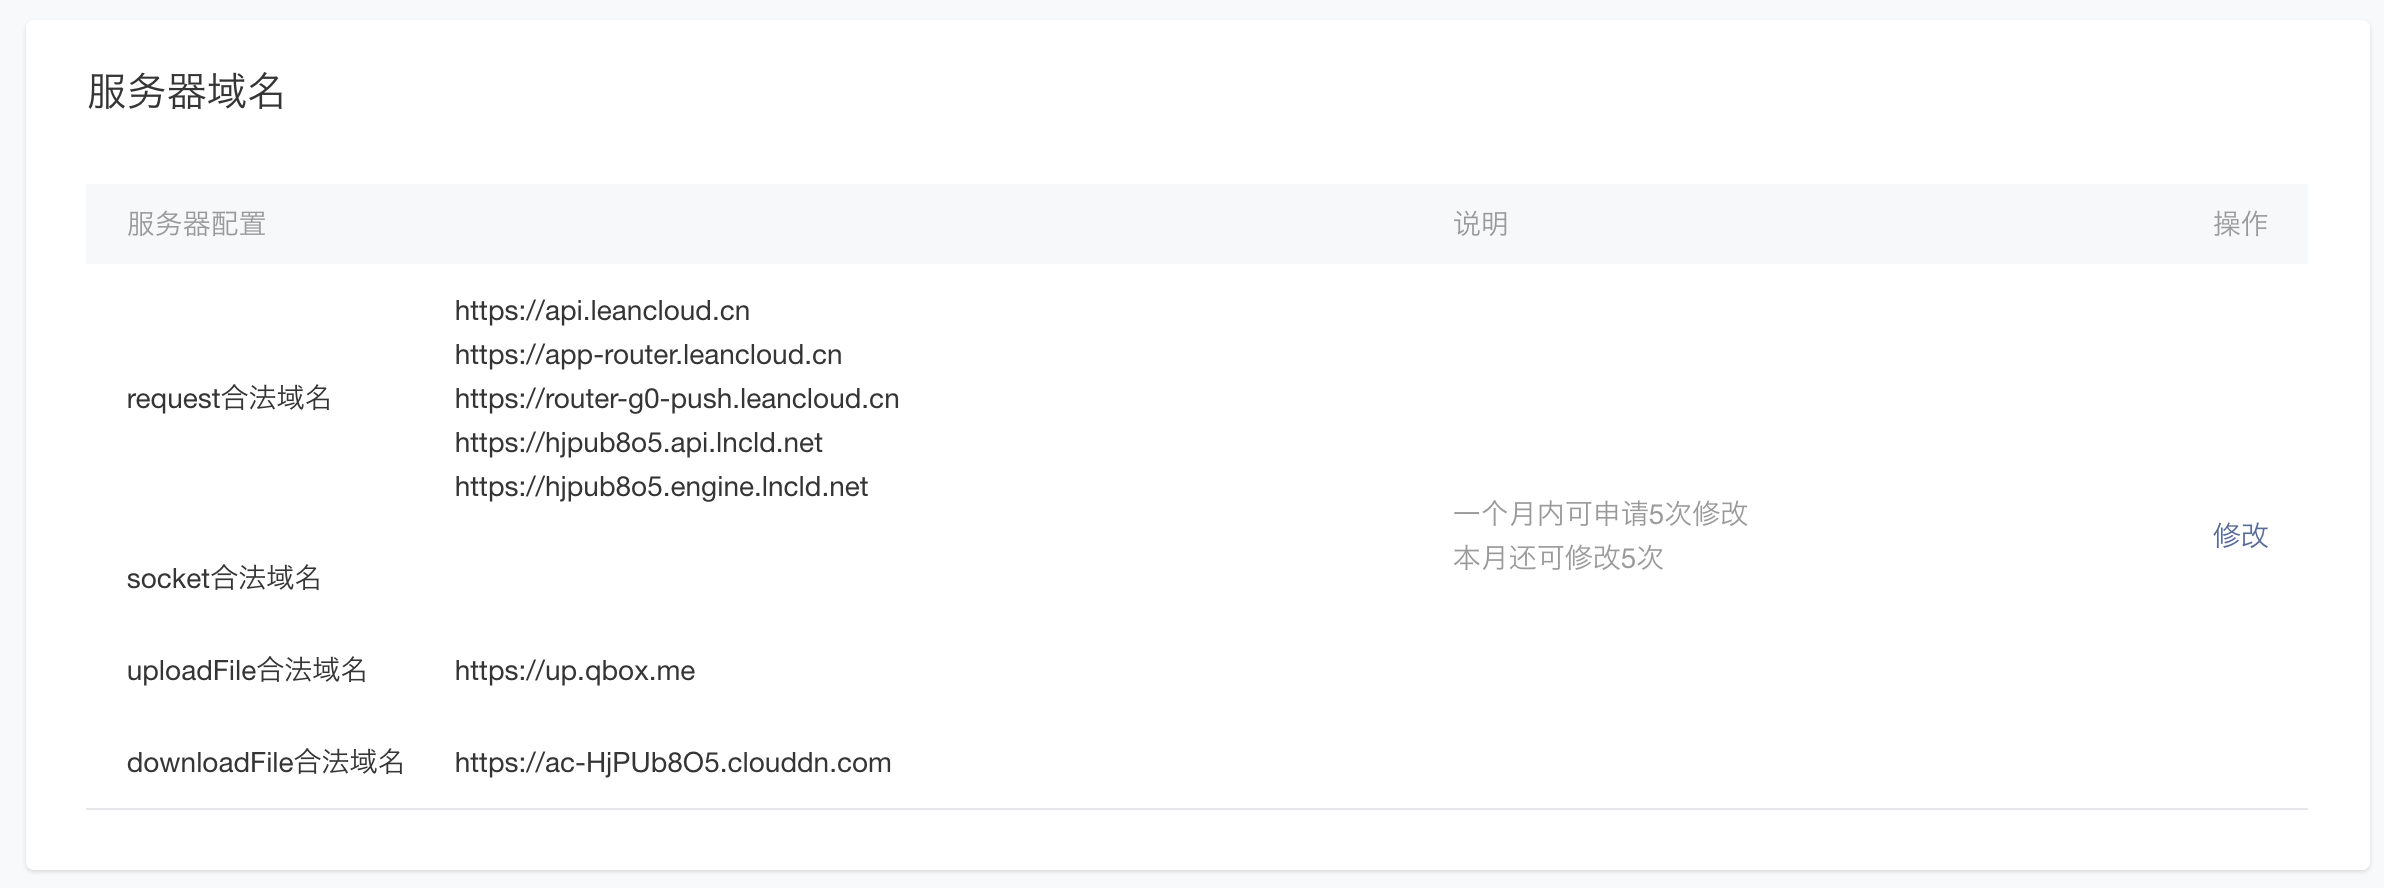 服务器域名
服务器配置 说明 操作
request合法域名
https://api.leancloud.cn
https://app-router.leancloud.cn
https://router-g0-push.leancloud.cn
https://hjpub8o5.api.lncld.net
https://hjpub8o5.engine.lncld.net
socket合法域名
uploadFile合法域名 https://up.qbox.me
downloadFile合法域名 https://ac-HjPUb8O5.clouddn.com
一个月内可申请5次修改
本月还可修改5次
修改